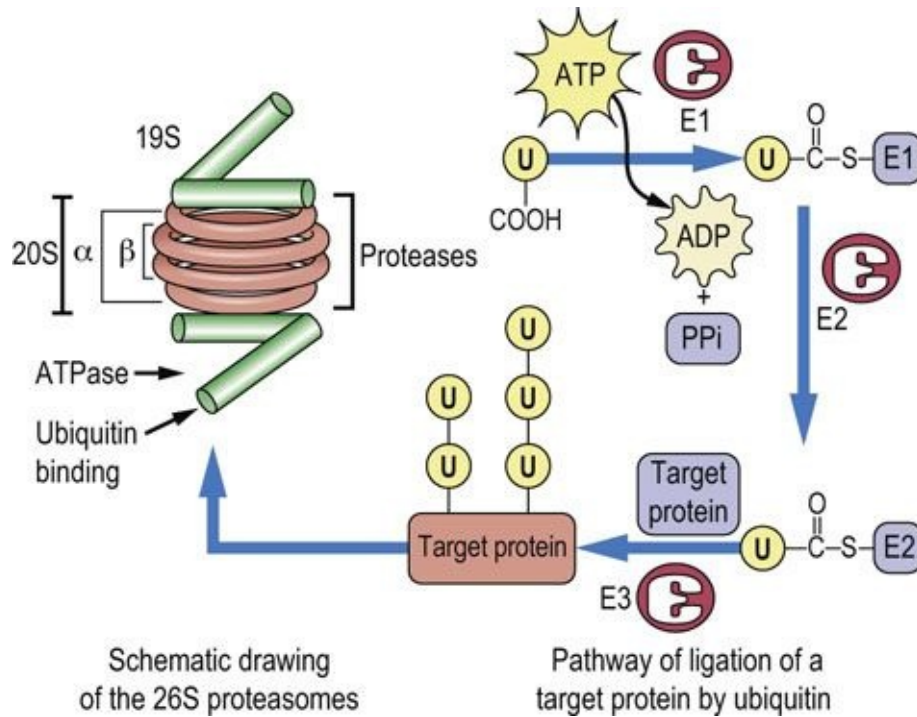 19S
20S
α
β
Proteases
ATPase
Ubiquitin
binding
Schematic drawing
of the 26S proteasomes
ATP
E1
U
COOH
ADP
+
PPi
U
O
C
S
E1
E2
U
U
U
U
U
Target protein
Target
protein
E3
U
O
C
S
E2
Pathway of ligation of a
target protein by ubiquitin